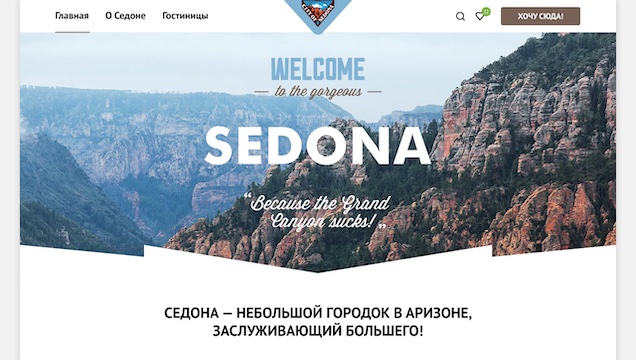 Главная О Седоне Гостиницы
ХОЧУ СЮДА!
WELCOME
to the gorgeous
SEDONA
“Because the Grand
Canyon sucks!„
СЕДОНА — НЕБОЛЬШОЙ ГОРОДОК В АРИЗОНЕ,
ЗАСЛУЖИВАЮЩИЙ БОЛЬШЕГО!